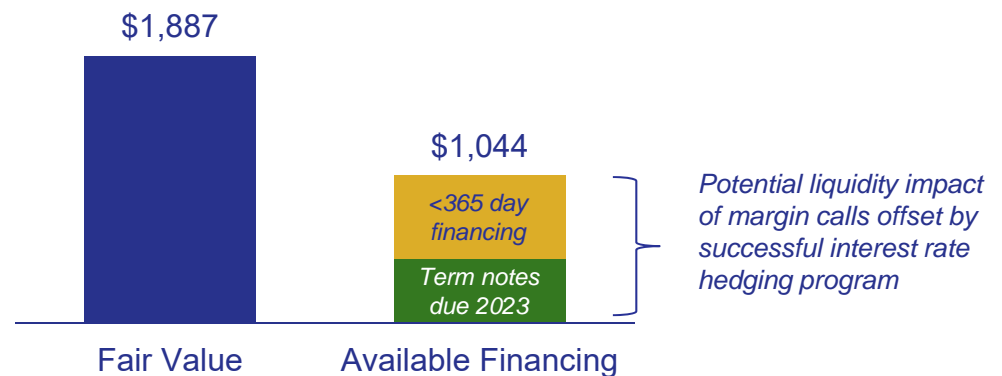 $1,887
$1,044
<365 day
financing
Term notes
due 2023
Potential liquidity impact
of margin calls offset by
successful interest rate
hedging program
Fair Value
Available Financing